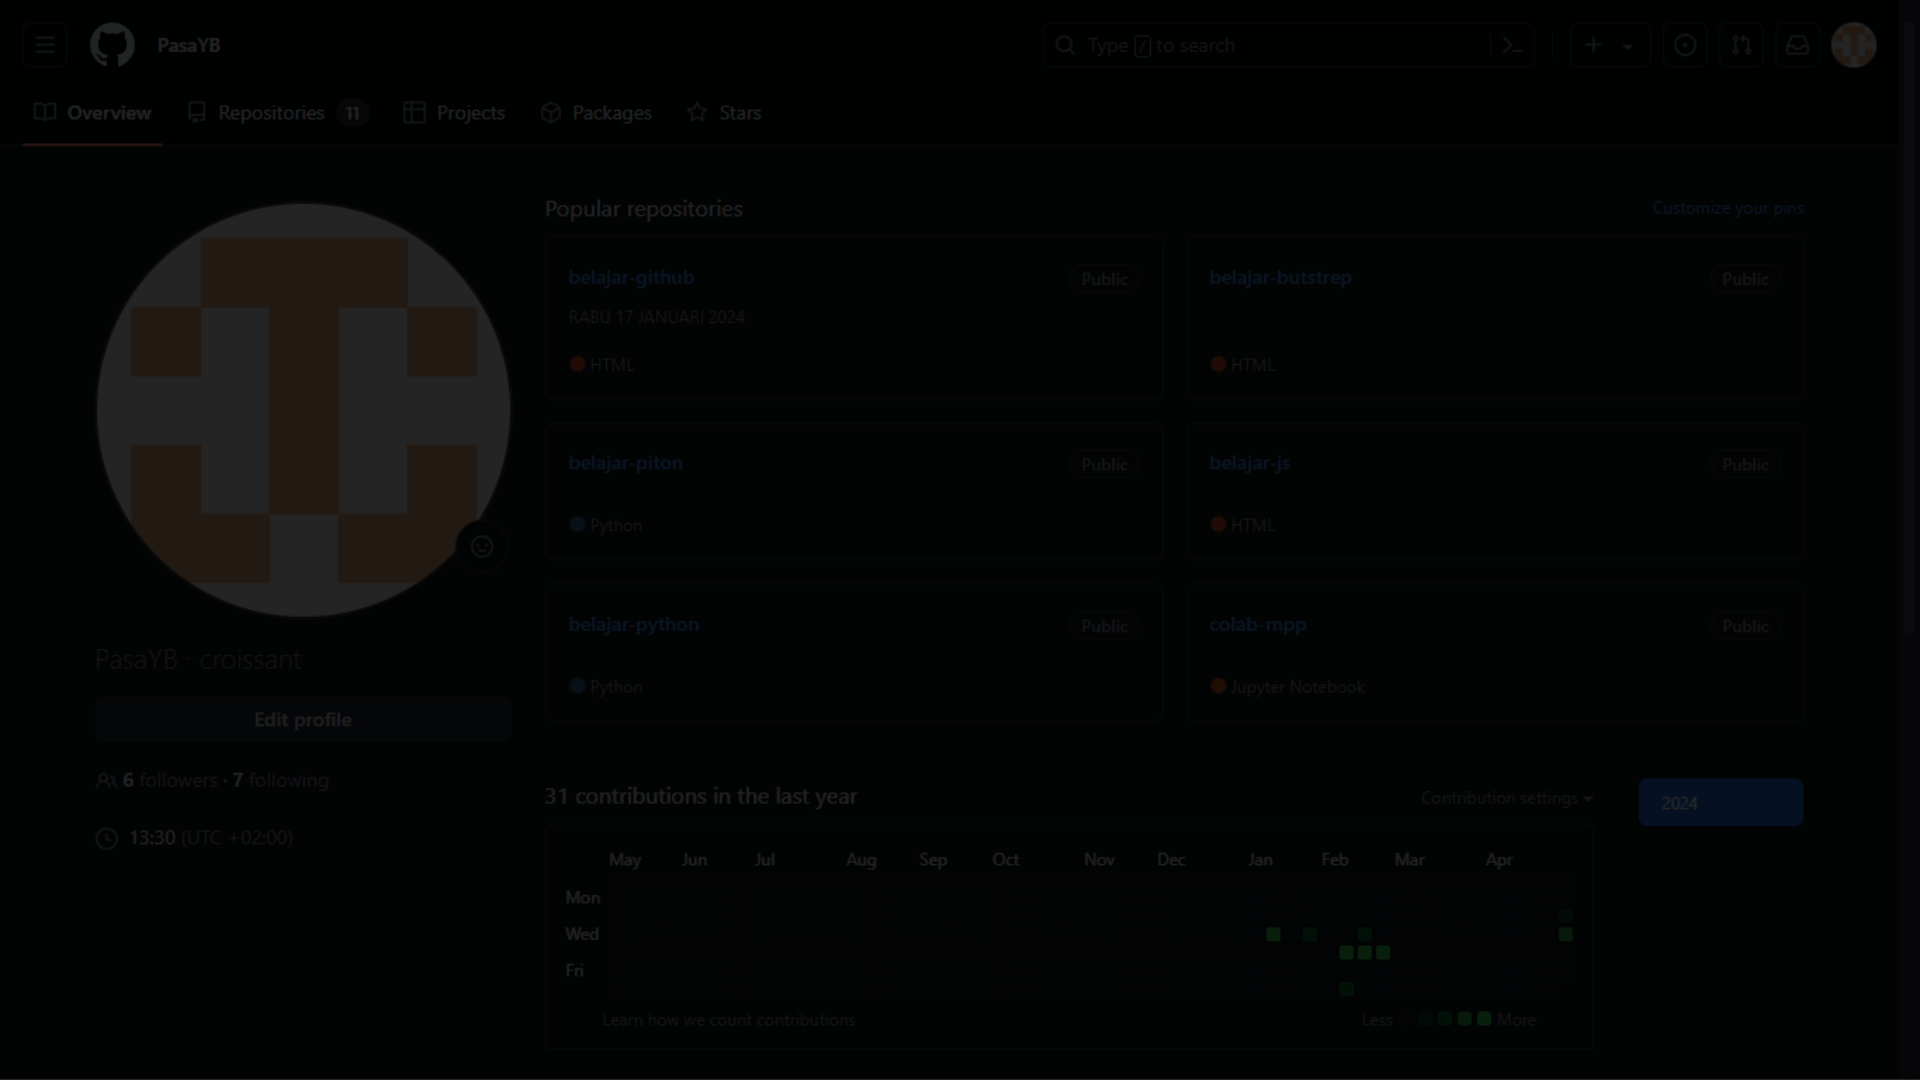 PasaYB
Type / to search
Overview
Repositories 11
Projects
Packages
Stars
Popular repositories
Customize your pins
belajar-github
Public
RABU 17 JANUARI 2024
HTML
belajar-butstrep
Public
HTML
belajar-piton
Public
Python
belajar-js
Public
HTML
belajar-python
Public
Python
colab-mpp
Public
Jupyter Notebook
PasaYB · croissant
Edit profile
6 followers · 7 following
13:30 (UTC +02:00)
31 contributions in the last year
Contribution settings
2024
May Jun Jul Aug Sep Oct Nov Dec Jan Feb Mar Apr
Mon
Wed
Fri
Learn how we count contributions
Less More